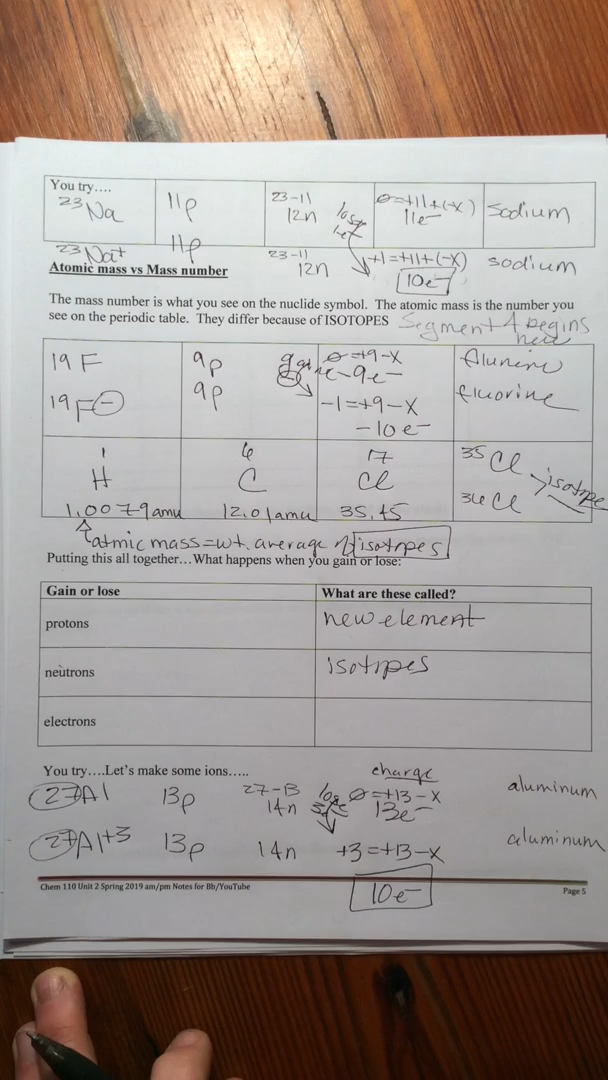 You try....
23Na 11p 23-11 12n lost 1e- 0=+11+(-x) 11e- sodium
23Na+ 11p 23-11 12n +1=+11+(-x) 10e- sodium
Atomic mass vs Mass number
The mass number is what you see on the nuclide symbol. The atomic mass is the number you
see on the periodic table. They differ because of ISOTOPES Segment 4 begins
here
19F 9p gain e- 0=+9-x -9e- flunine
19F- 9p -1=+9-x -10e- fluorine
1 6 17 35Cl
H C Cl isotope
1.0079amu 12.01amu 35.45 36Cl
atmic mass=wt. average of isotopes
Putting this all together…What happens when you gain or lose:
Gain or lose What are these called?
protons new element
neutrons isotopes
electrons
You try….Let's make some ions….. charge
27Al 13p 27-13 14n lose 3e- 0=+13-x 13e- aluminum
27Al+3 13p 14n +3=+13-x aluminum
Chem 110 Unit 2 Spring 2019 am/pm Notes for Bb/YouTube Page 5
10e-